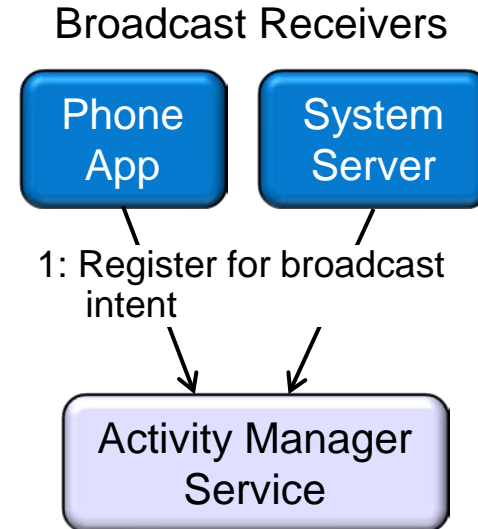 Broadcast Receivers
Phone
App
System
Server
1: Register for broadcast
intent
Activity Manager
Service